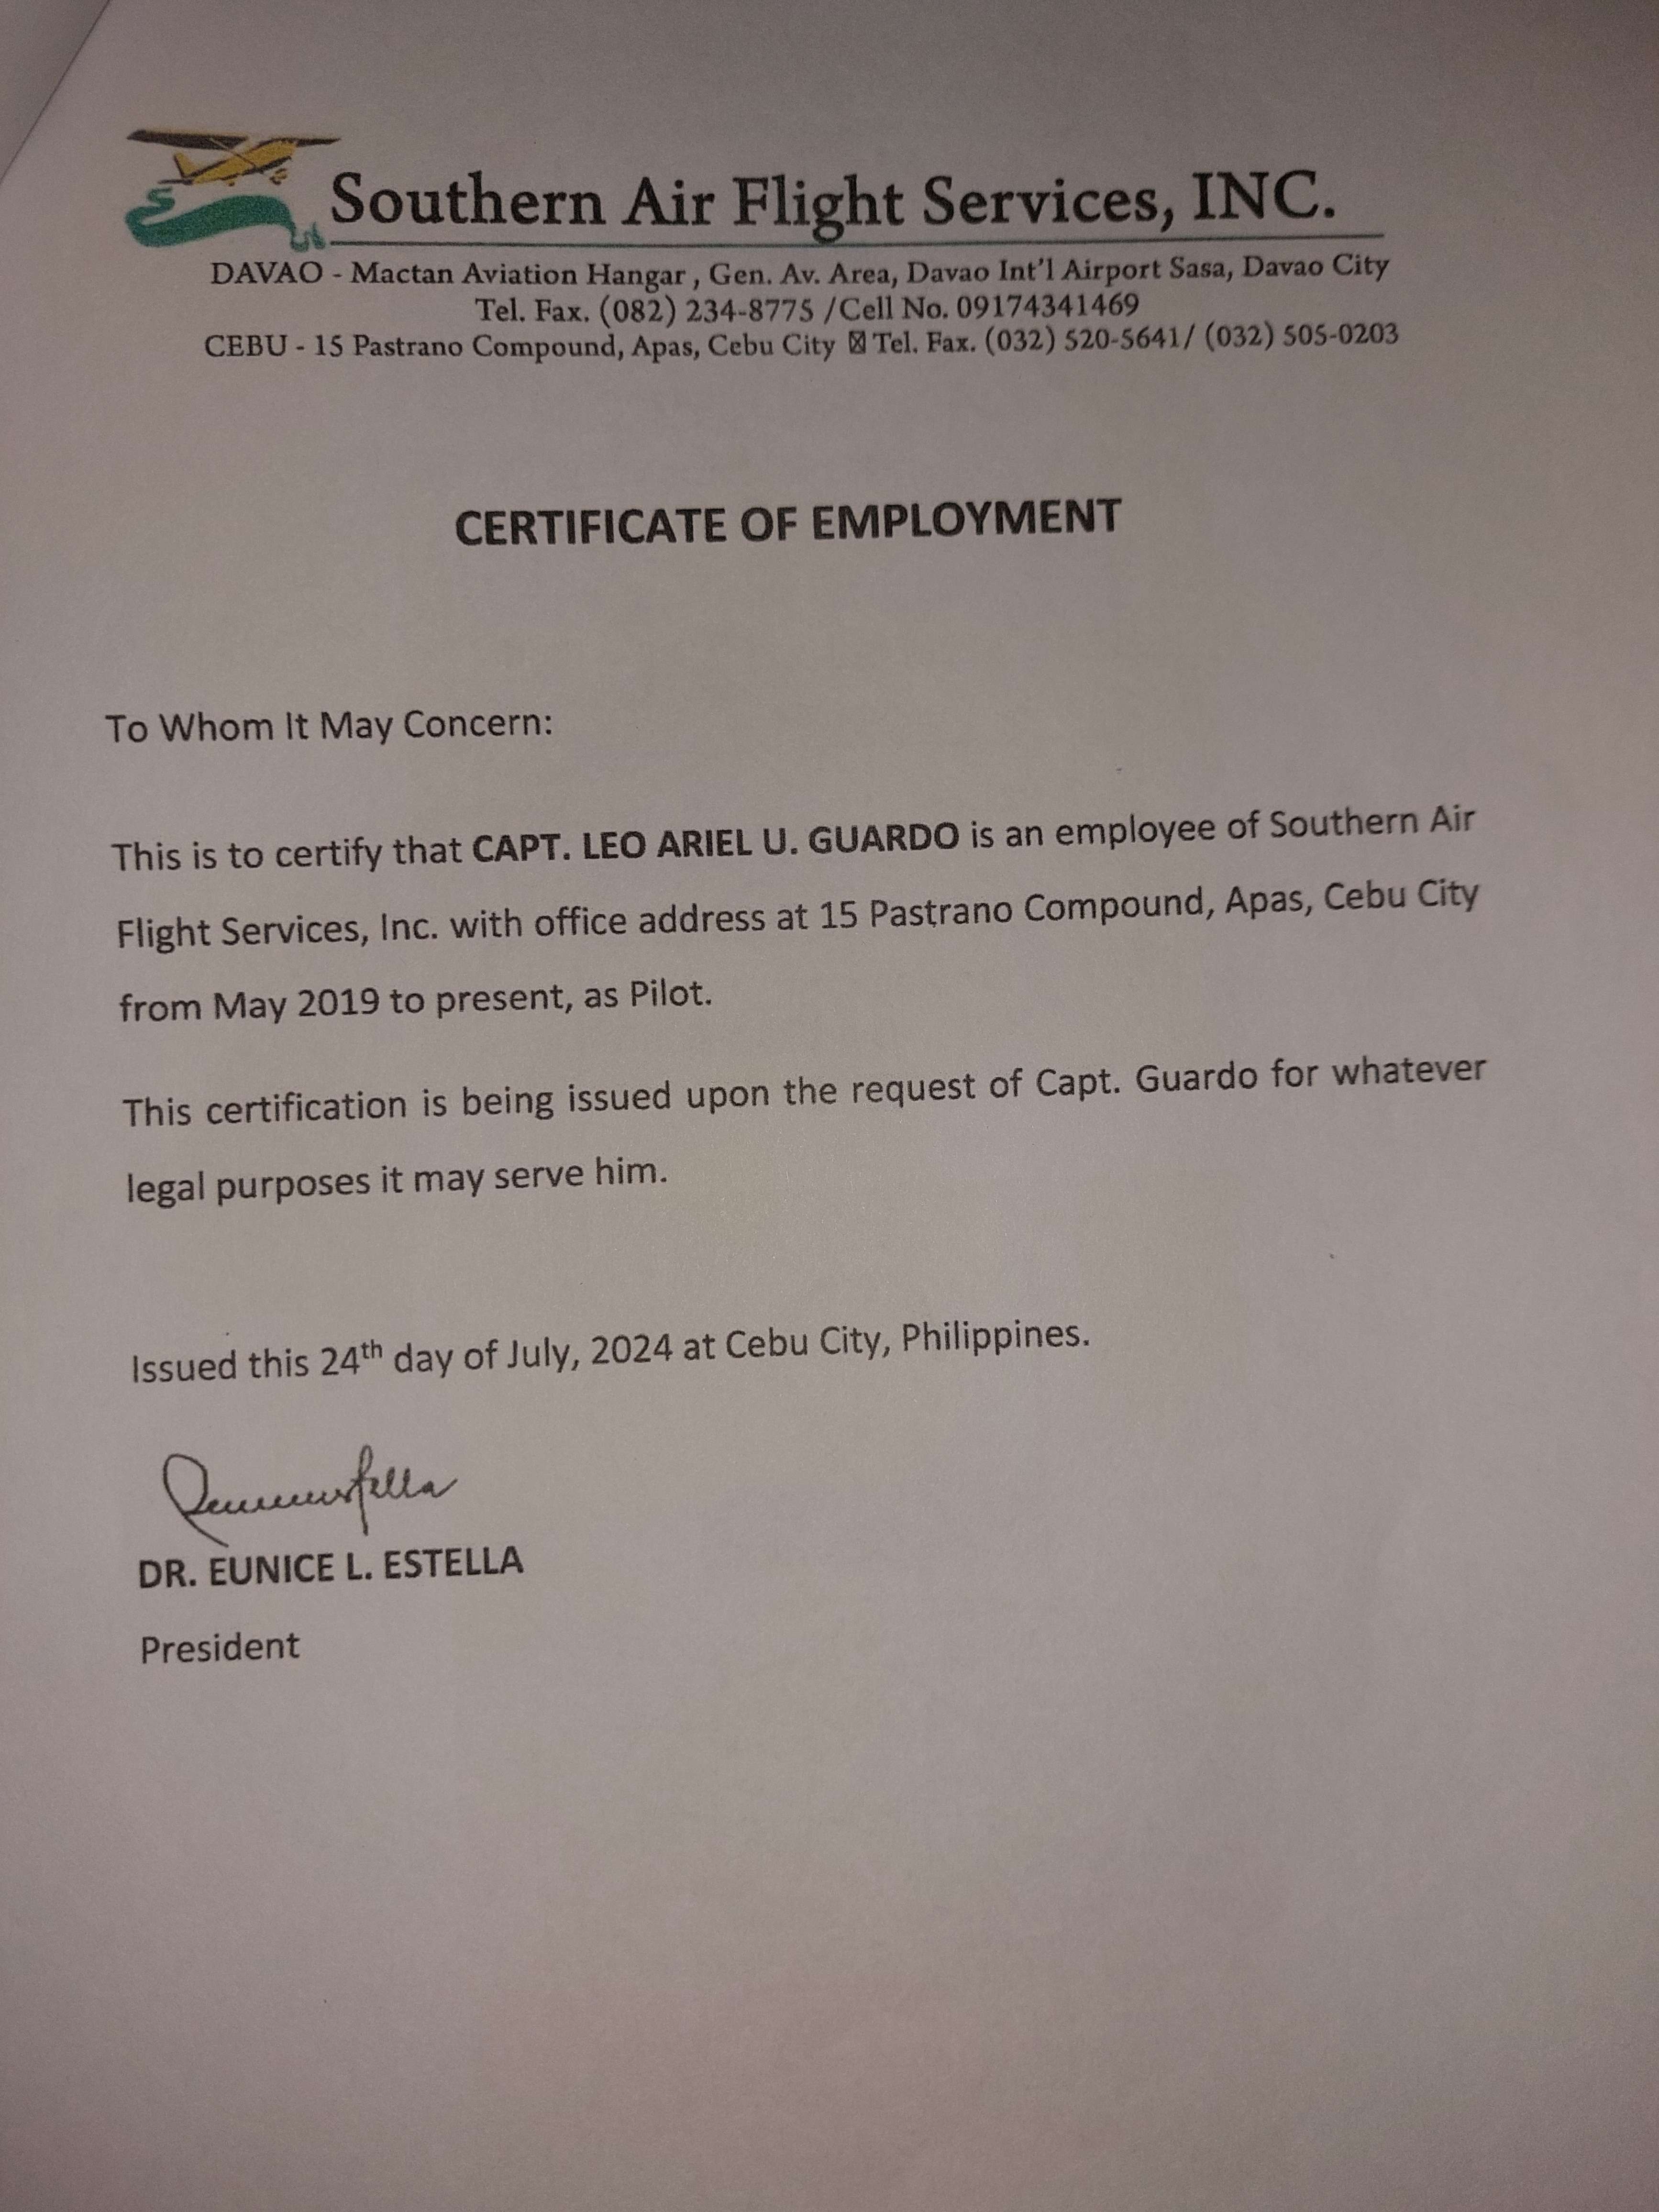 Southern Air Flight Services, INC.
DAVAO - Mactan Aviation Hangar , Gen. Av. Area, Davao Int'l Airport Sasa, Davao City
Tel. Fax. (082) 234-8775 /Cell No. 09174341469
CEBU - 15 Pastrano Compound, Apas, Cebu City ☒ Tel. Fax. (032) 520-5641/ (032) 505-0203
CERTIFICATE OF EMPLOYMENT
To Whom It May Concern:
This is to certify that CAPT. LEO ARIEL U. GUARDO is an employee of Southern Air
Flight Services, Inc. with office address at 15 Pastrano Compound, Apas, Cebu City
from May 2019 to present, as Pilot.
This certification is being issued upon the request of Capt. Guardo for whatever
legal purposes it may serve him.
Issued this 24th day of July, 2024 at Cebu City, Philippines.
DR. EUNICE L. ESTELLA
President